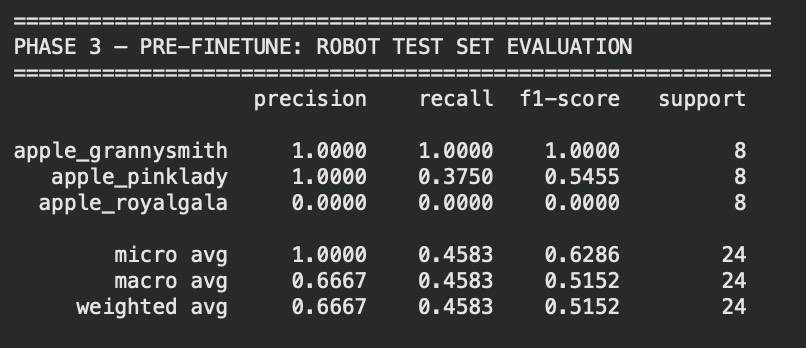 ============================================================
PHASE 3 – PRE-FINETUNE: ROBOT TEST SET EVALUATION
============================================================
precision recall f1-score support
apple_grannysmith 1.0000 1.0000 1.0000 8
apple_pinklady 1.0000 0.3750 0.5455 8
apple_royalgala 0.0000 0.0000 0.0000 8
micro avg 1.0000 0.4583 0.6286 24
macro avg 0.6667 0.4583 0.5152 24
weighted avg 0.6667 0.4583 0.5152 24